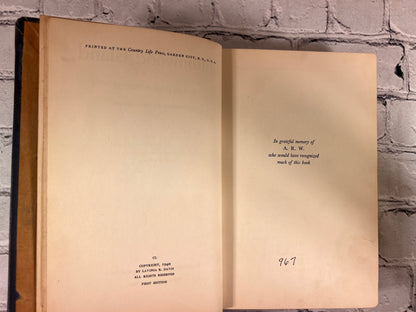 PRINTED AT THE Country Life Press, GARDEN CITY, N. Y., U. S. A.
CL
COPYRIGHT, 1940
BY LAVINIA R. DAVIS
ALL RIGHTS RESERVED
FIRST EDITION
In grateful memory of
A. R. W.
who would have recognized
much of this book
967